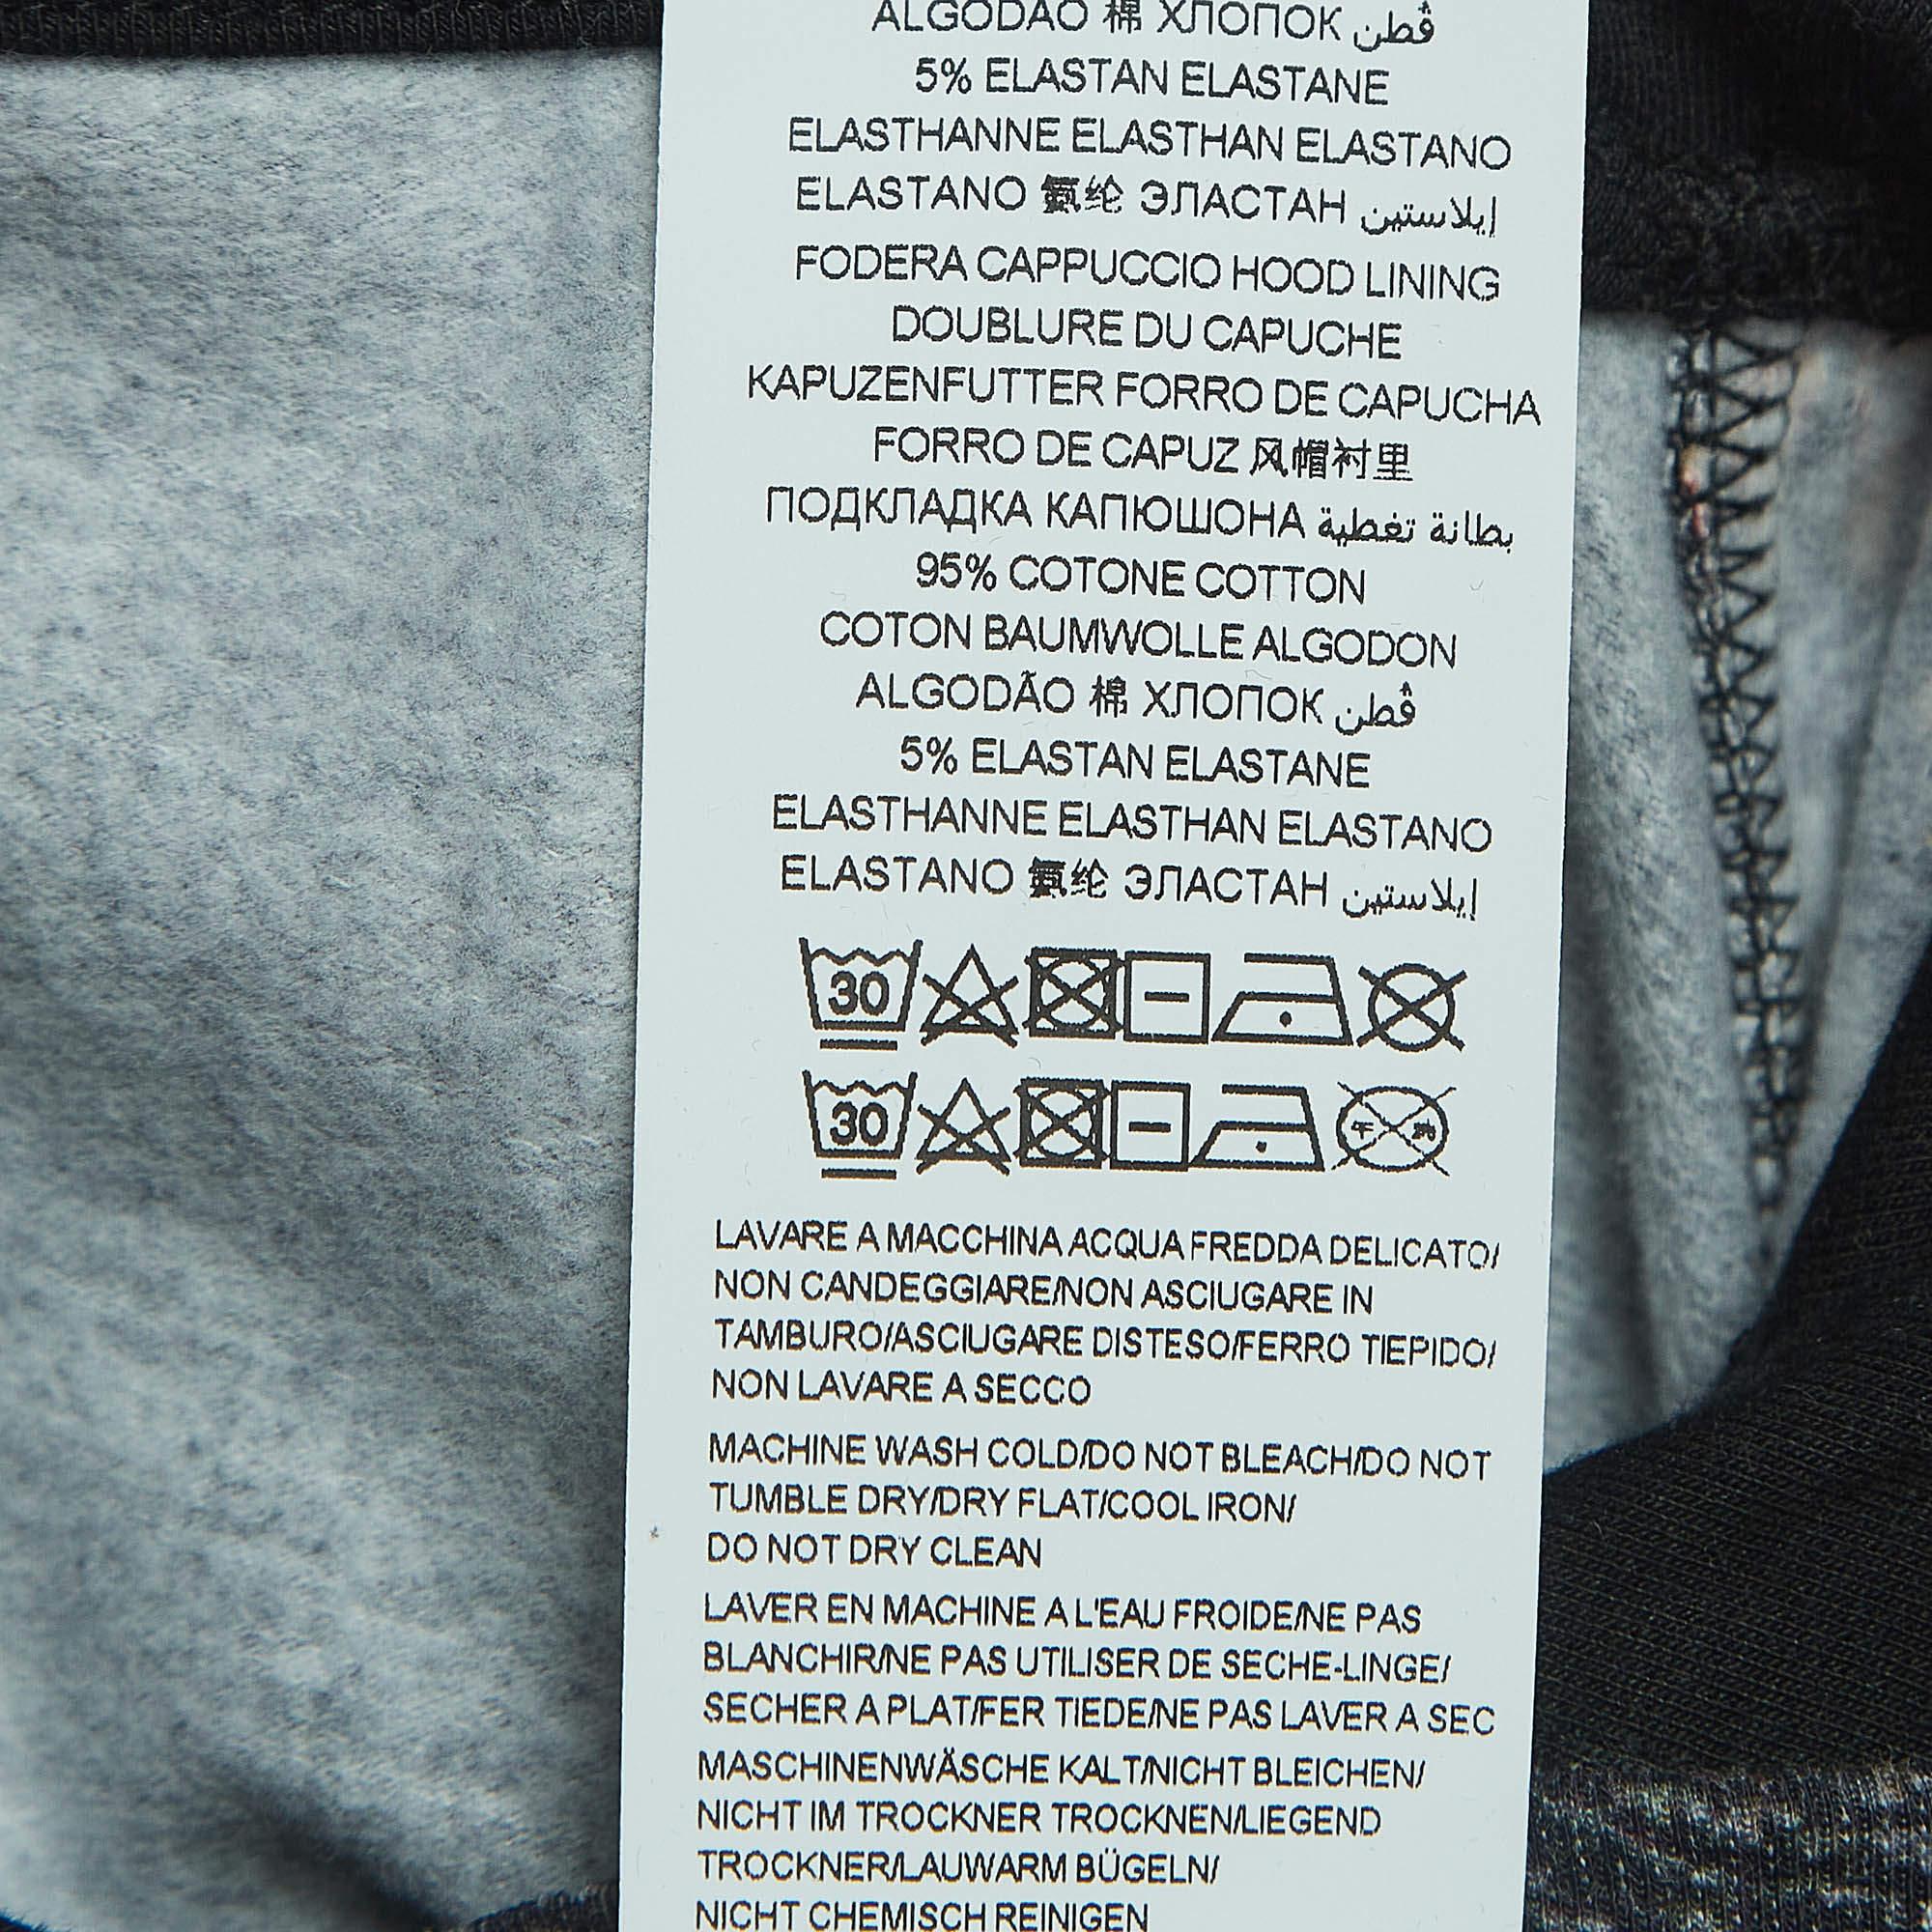 ALGODÃO 棉 ХЛОПОК قُطن
5% ELASTAN ELASTANE
ELASTHANNE ELASTHAN ELASTANO
ELASTANO 氨纶 ЭЛАСТАН إيلاستين
FODERA CAPPUCCIO HOOD LINING
DOUBLURE DU CAPUCHE
KAPUZENFUTTER FORRO DE CAPUCHA
FORRO DE CAPUZ 风帽衬里
ПОДКЛАДКА КАПЮШОНА بطانة تغطية
95% COTONE COTTON
COTON BAUMWOLLE ALGODON
ALGODÃO 棉 ХЛОПОК قُطن
5% ELASTAN ELASTANE
ELASTHANNE ELASTHAN ELASTANO
ELASTANO 氨纶 ЭЛАСТАН إيلاستين
30
30 干洗
LAVARE A MACCHINA ACQUA FREDDA DELICATO/
NON CANDEGGIARE/NON ASCIUGARE IN
TAMBURO/ASCIUGARE DISTESO/FERRO TIEPIDO/
NON LAVARE A SECCO
MACHINE WASH COLD/DO NOT BLEACH/DO NOT
TUMBLE DRY/DRY FLAT/COOL IRON/
DO NOT DRY CLEAN
LAVER EN MACHINE A L'EAU FROIDE/NE PAS
BLANCHIR/NE PAS UTILISER DE SECHE-LINGE/
SECHER A PLAT/FER TIEDE/NE PAS LAVER A SEC
MASCHINENWÄSCHE KALT/NICHT BLEICHEN/
NICHT IM TROCKNER TROCKNEN/LIEGEND
TROCKNER/LAUWARM BÜGELN/
NICHT CHEMISCH REINIGEN